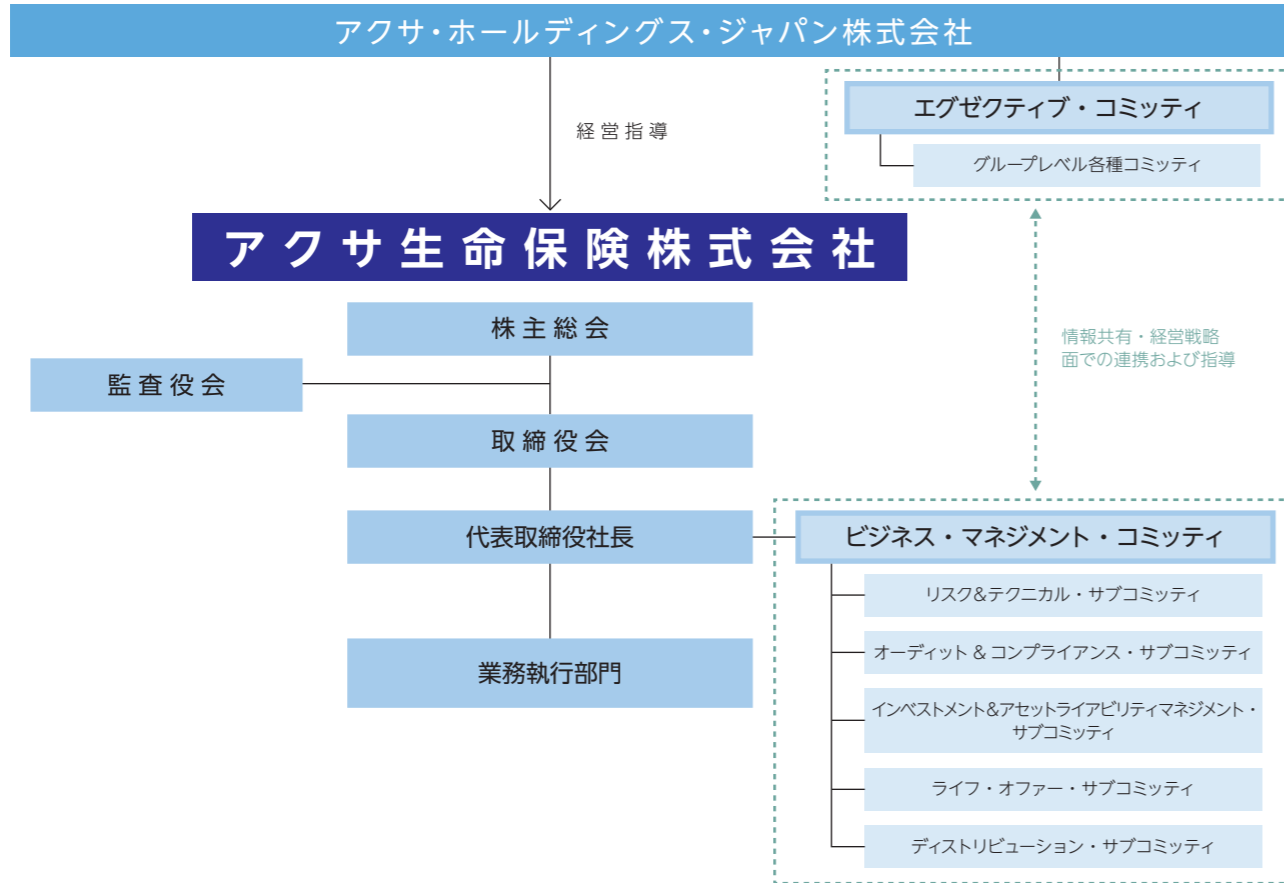 アクサ・ホールディングス・ジャパン株式会社
エグゼクティブ・コミッティ
経営指導
グループレベル各種コミッティ
アクサ生命保険株式会社
株主総会
情報共有・経営戦略
面での連携および指導
監査役会
取締役会
代表取締役社長
ビジネス・マネジメント・コミッティ
リスク&テクニカル・サブコミッティ
オーディット & コンプライアンス・サブコミッティ
業務執行部門
インベストメント&アセットライアビリティマネジメント・
サブコミッティ
ライフ・オファー・サブコミッティ
ディストリビューション・サブコミッティ